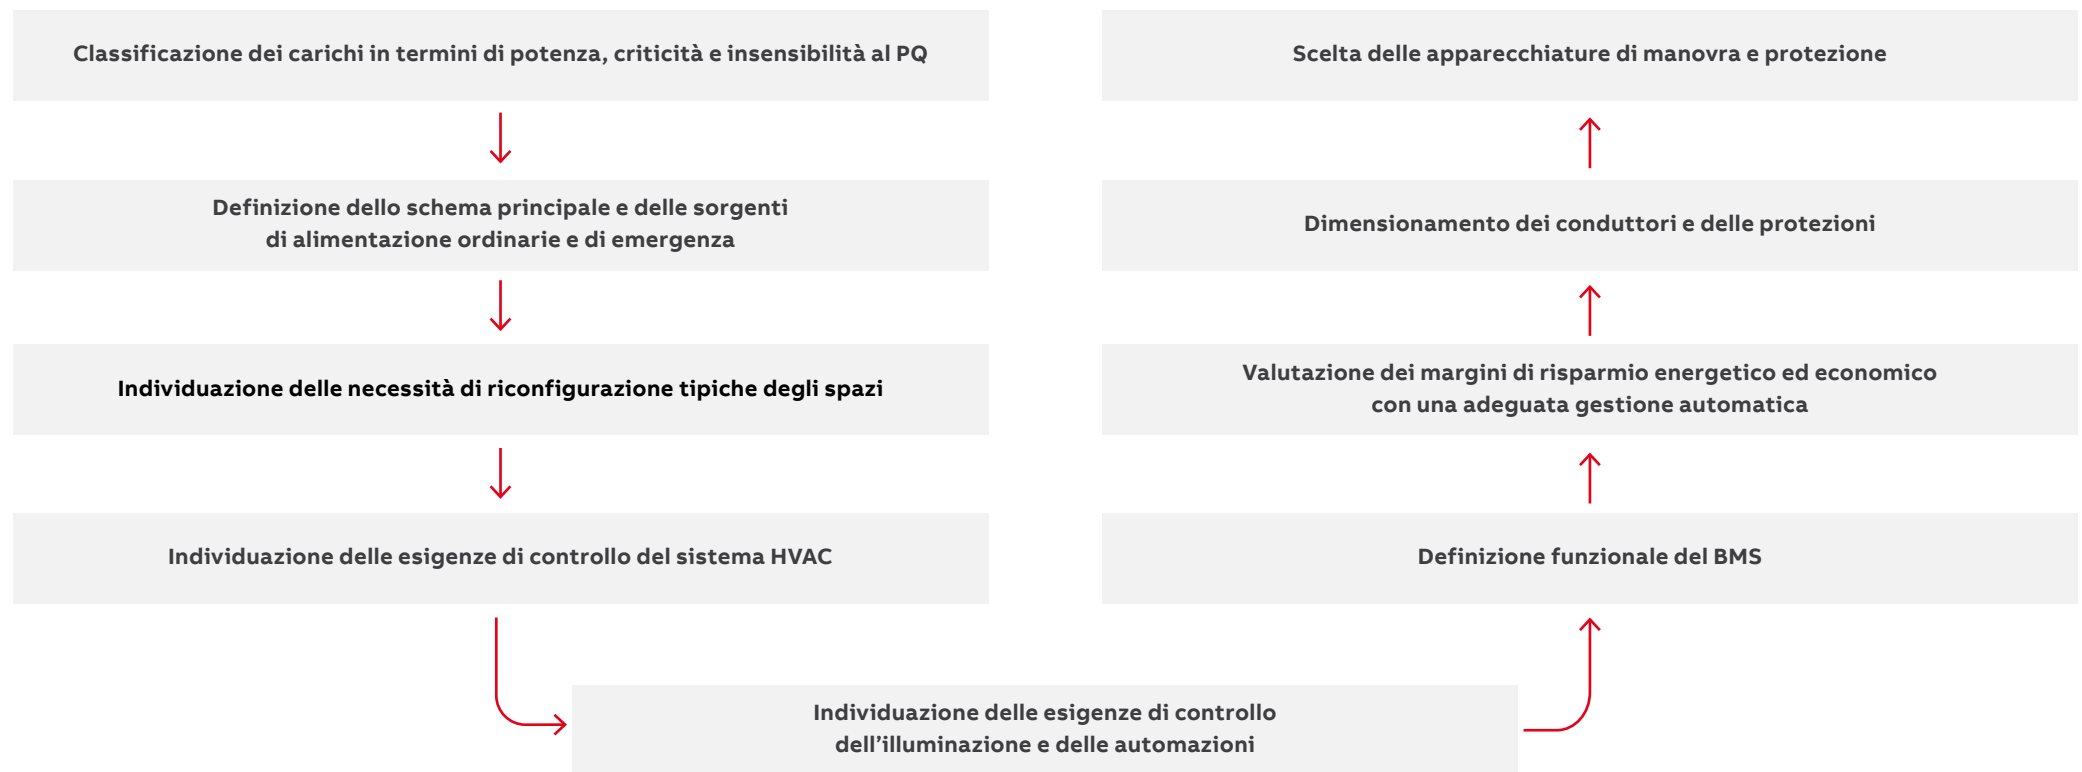 Classificazione dei carichi in termini di potenza, criticità e insensibilità al PQ
Definizione dello schema principale e delle sorgenti
di alimentazione ordinarie e di emergenza
Individuazione delle necessità di riconfigurazione tipiche degli spazi
Individuazione delle esigenze di controllo del sistema HVAC
Individuazione delle esigenze di controllo
dell’illuminazione e delle automazioni
Definizione funzionale del BMS
Valutazione dei margini di risparmio energetico ed economico
con una adeguata gestione automatica
Dimensionamento dei conduttori e delle protezioni
Scelta delle apparecchiature di manovra e protezione